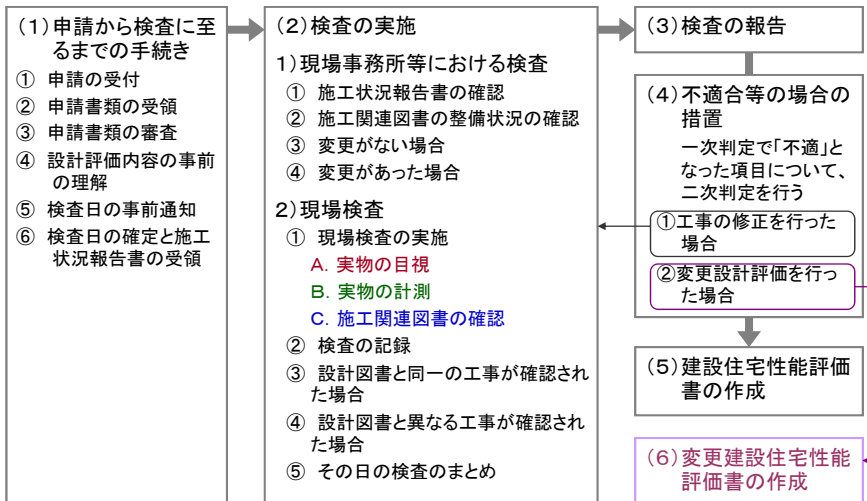 （１）申請から検査に至
るまでの手続き
① 申請の受付
② 申請書類の受領
③ 申請書類の審査
④ 設計評価内容の事前
の理解
⑤ 検査日の事前通知
⑥ 検査日の確定と施工
状況報告書の受領
（２）検査の実施
１）現場事務所等における検査
① 施工状況報告書の確認
② 施工関連図書の整備状況の確認
③ 変更がない場合
④ 変更があった場合
２）現場検査
① 現場検査の実施
Ａ．実物の目視
Ｂ．実物の計測
Ｃ．施工関連図書の確認
② 検査の記録
③ 設計図書と同一の工事が確認され
た場合
④ 設計図書と異なる工事が確認され
た場合
⑤ その日の検査のまとめ
（３）検査の報告
（４）不適合等の場合の
措置
一次判定で「不適」と
なった項目について、
二次判定を行う
①工事の修正を行った
場合
②変更設計評価を行っ
た場合
（５）建設住宅性能評価
書の作成
（６）変更建設住宅性能
評価書の作成